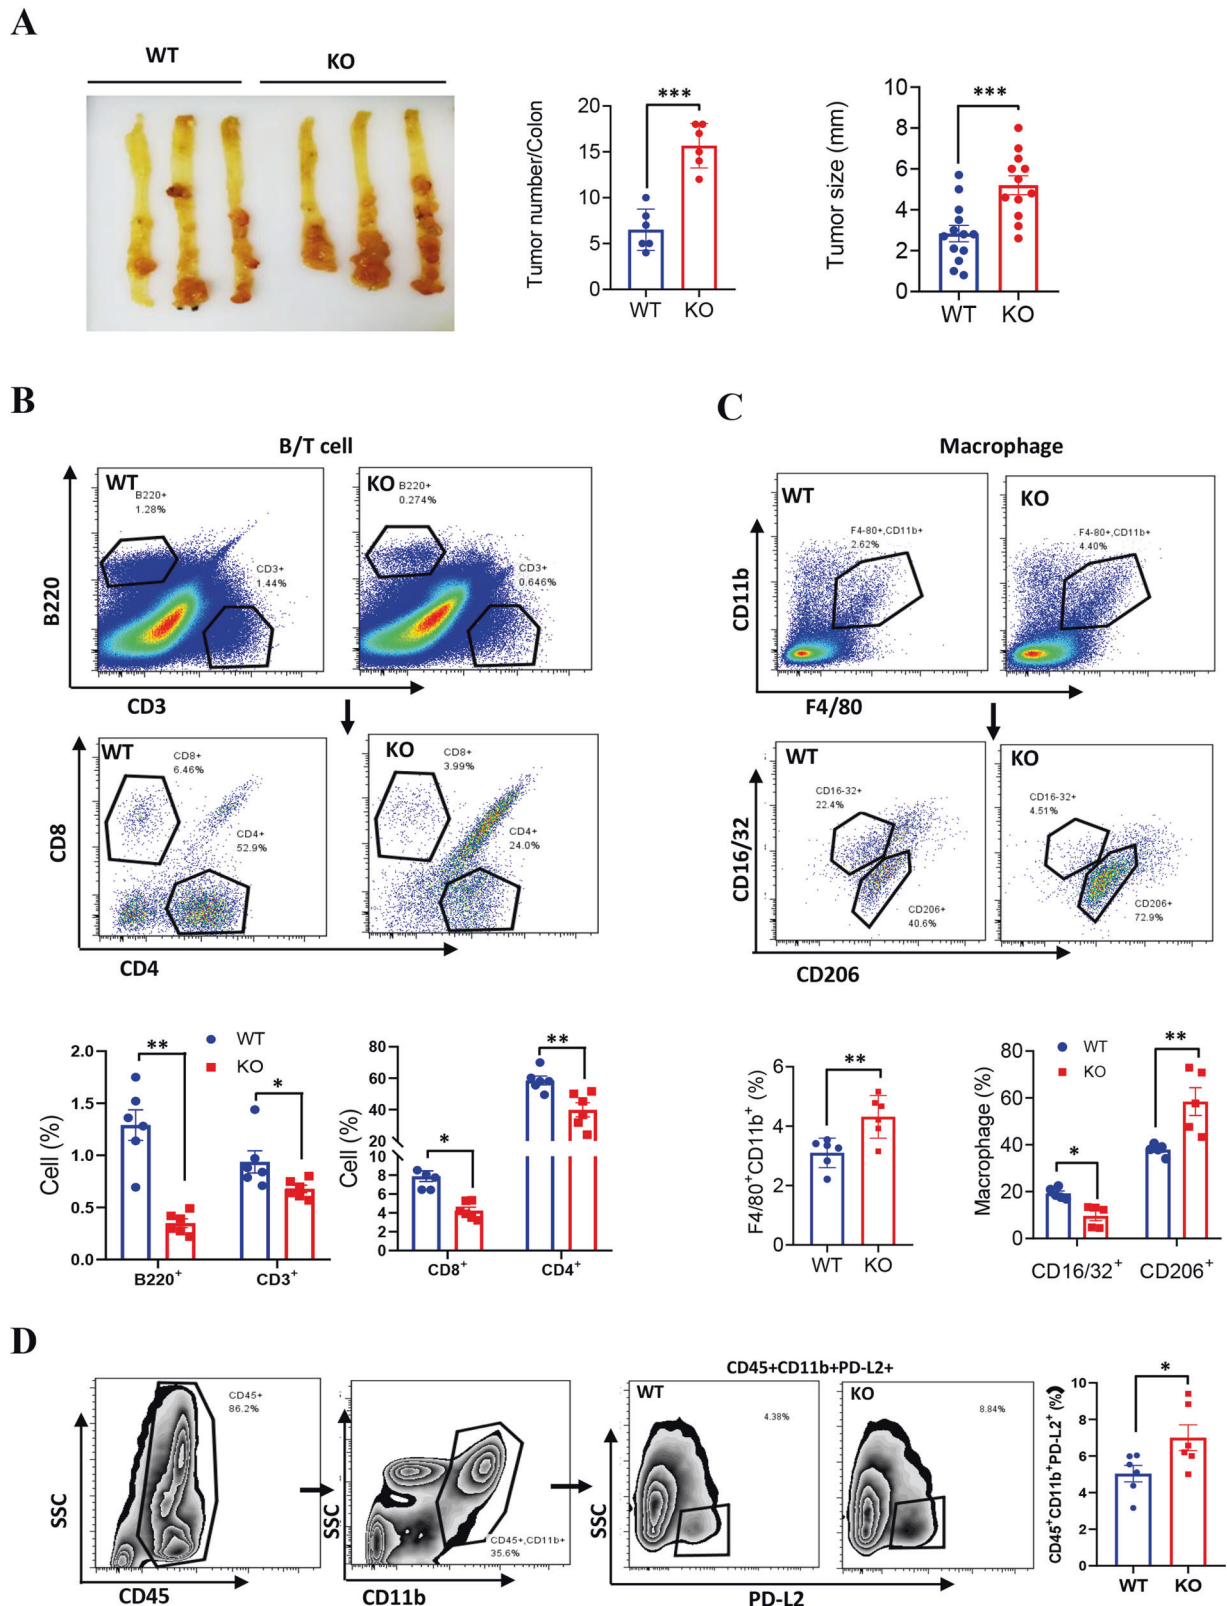 A
WT
KO
Tumor number/Colon
20
15
10
5
0
***
WT
KO
Tumor size (mm)
10
8
6
4
2
0
***
WT
KO
B
B/T cell
WT
B220+
1.28%
CD3+
1.44%
KO
B220+
0.274%
CD3+
0.646%
B220
CD3
WT
CD8+
6.46%
CD4+
52.9%
KO
CD8+
3.99%
CD4+
24.0%
CD8
CD4
Cell (%)
2.0
1.5
1.0
0.5
0.0
**
*
WT
KO
B220+
CD3+
Cell (%)
80
60
40
20
10
8
6
4
2
0
*
**
CD8+
CD4+
C
Macrophage
WT
F4-80+,CD11b+
2.62%
KO
F4-80+,CD11b+
4.40%
CD11b
F4/80
WT
CD16-32+
22.4%
CD206+
40.6%
KO
CD16-32+
4.51%
CD206+
72.9%
CD16/32
CD206
F4/80+CD11b+ (%)
6
4
2
0
**
WT
KO
Macrophage (%)
80
60
40
20
0
WT
KO
*
**
CD16/32+
CD206+
D
SSC
CD45+
86.2%
CD45
SSC
CD45+,CD11b+
35.6%
CD11b
CD45+CD11b+PD-L2+
SSC
WT
4.38%
KO
8.84%
PD-L2
CD45+CD11b+PD-L2+ (%)
10
8
6
4
2
0
*
WT
KO